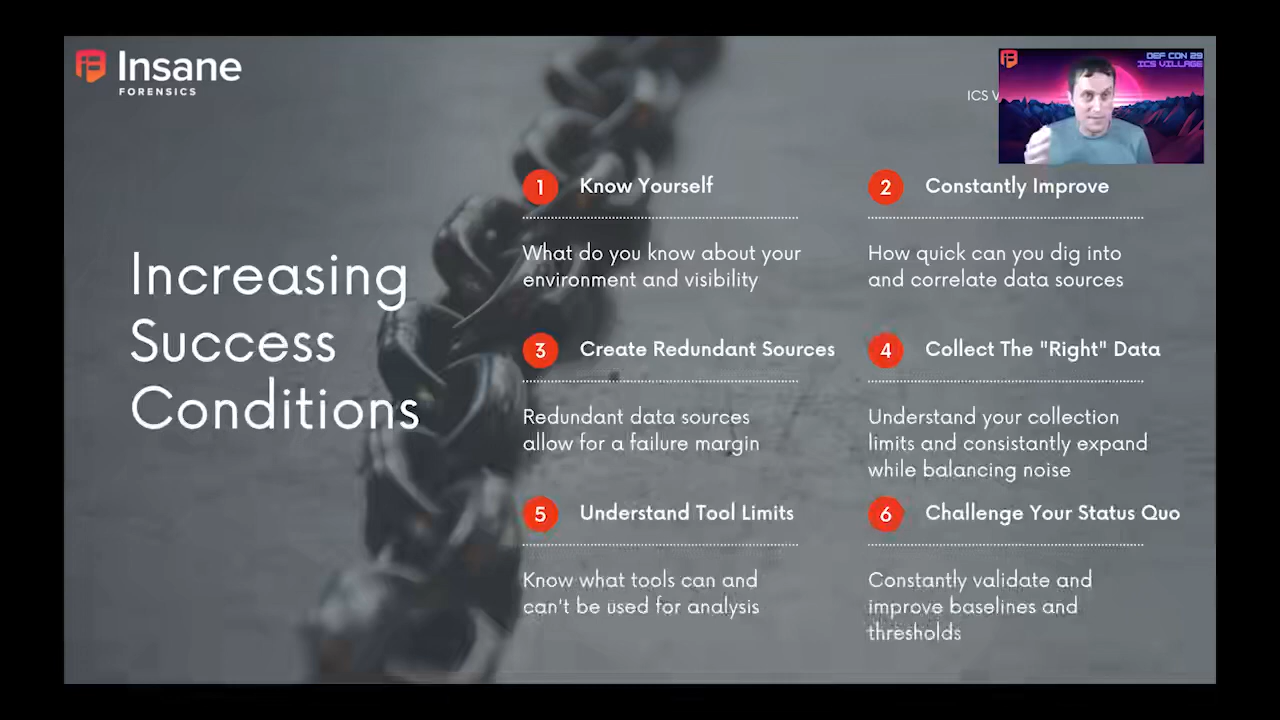 Insane
FORENSICS
DEF CON 29
ICS VILLAGE
ICS
Increasing
Success
Conditions
1 Know Yourself
What do you know about your
environment and visibility
2 Constantly Improve
How quick can you dig into
and correlate data sources
3 Create Redundant Sources
Redundant data sources
allow for a failure margin
4 Collect The "Right" Data
Understand your collection
limits and consistantly expand
while balancing noise
5 Understand Tool Limits
Know what tools can and
can't be used for analysis
6 Challenge Your Status Quo
Constantly validate and
improve baselines and
thresholds